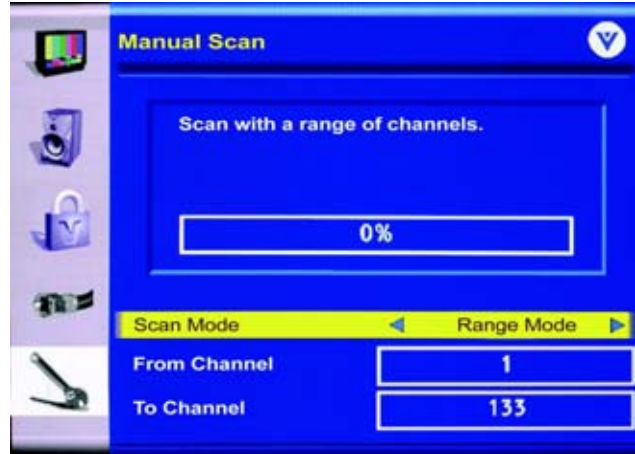 Manual Scan
Scan with a range of channels.
0%
Scan Mode Range Mode
From Channel 1
To Channel 133